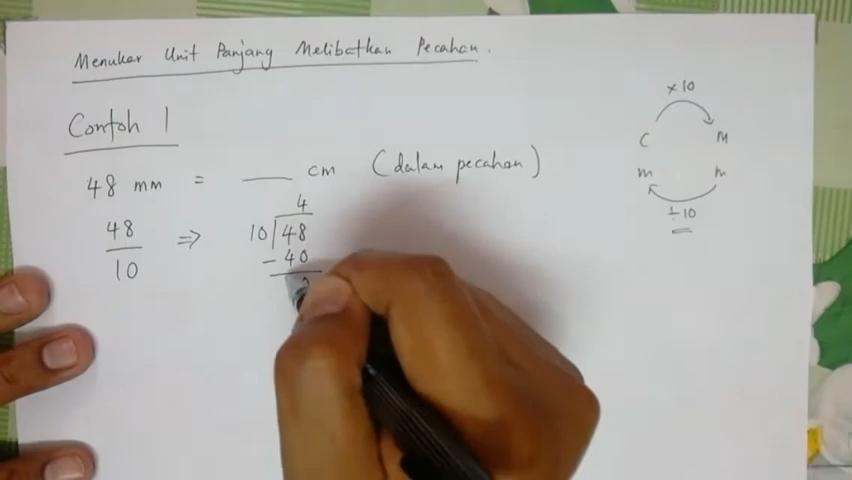 Menukar Unit Panjang Melibatkan Pecahan.
Contoh 1
48 mm = ___ cm (dalam pecahan)
48/10 ⇒
4
10 48
- 40
× 10
C M
m m
÷ 10